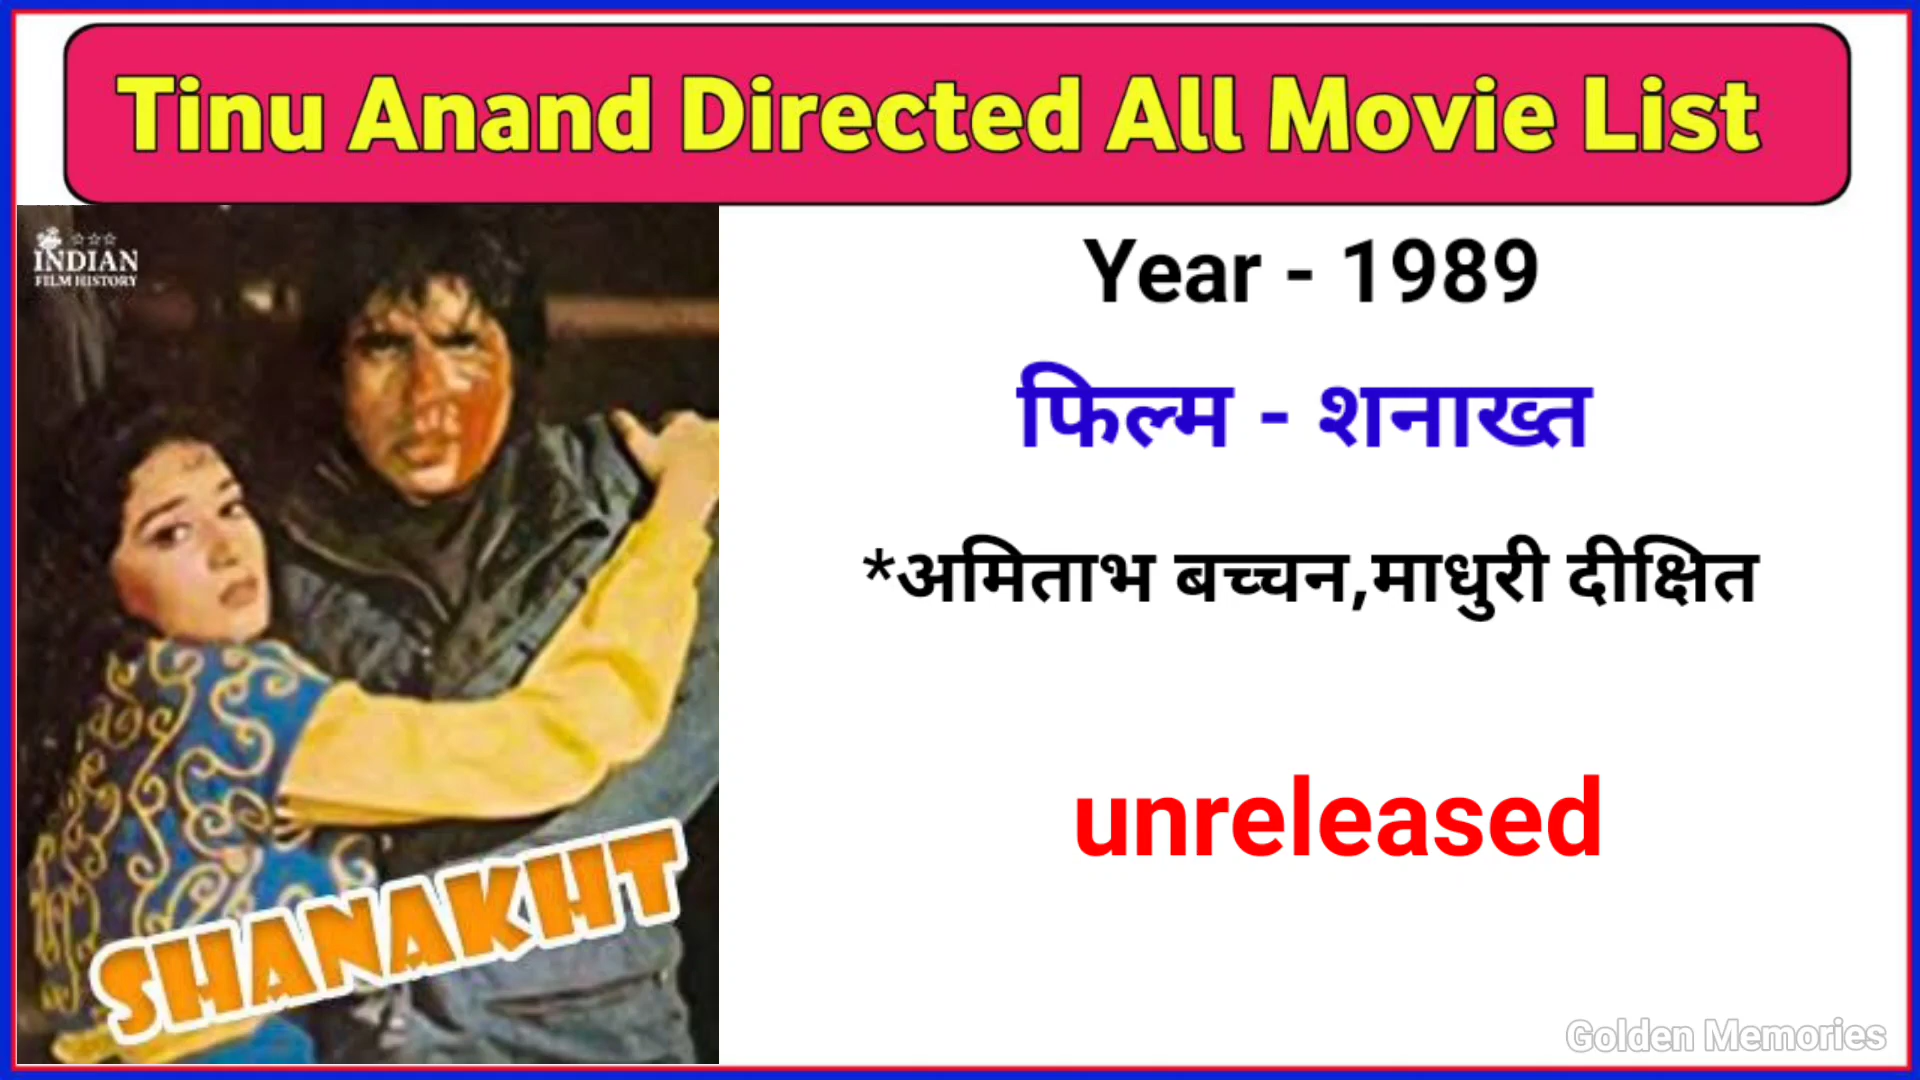 Tinu Anand Directed All Movie List
INDIAN
FILM HISTORY
Year - 1989
फिल्म - शनाख्त
*अमिताभ बच्चन,माधुरी दीक्षित
unreleased
SHANAKHT
Golden Memories